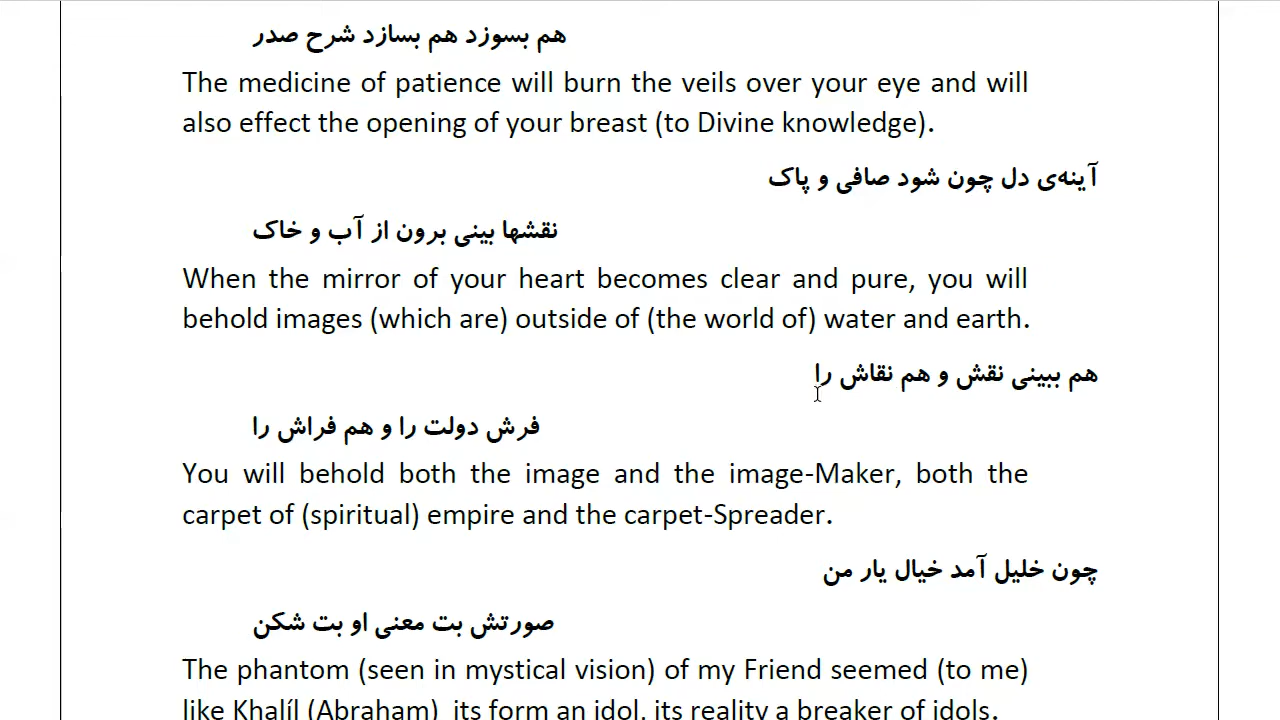 هم بسوزد هم بسازد شرح صدر
The medicine of patience will burn the veils over your eye and will
also effect the opening of your breast (to Divine knowledge).
آینه‌ی دل چون شود صافی و پاک
نقشها بینی برون از آب و خاک
When the mirror of your heart becomes clear and pure, you will
behold images (which are) outside of (the world of) water and earth.
هم ببینی نقش و هم نقاش را
فرش دولت را و هم فراش را
You will behold both the image and the image-Maker, both the
carpet of (spiritual) empire and the carpet-Spreader.
چون خلیل آمد خیال یار من
صورتش بت معنی او بت شکن
The phantom (seen in mystical vision) of my Friend seemed (to me)
like Khalíl (Abraham) its form an idol, its reality a breaker of idols.